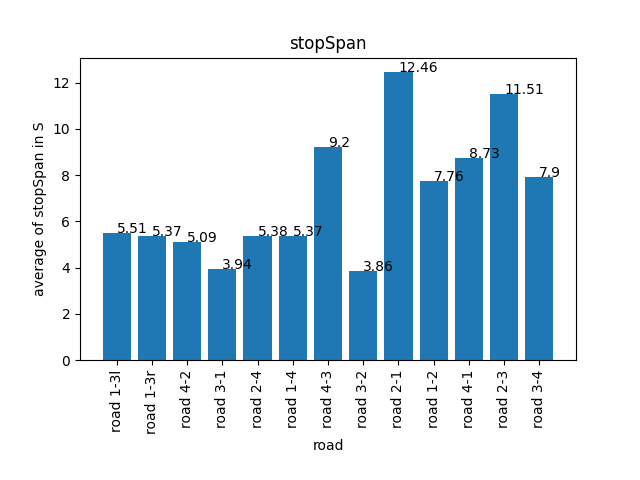 stopSpan
average of stopSpan in S
12
10
8
6
4
2
0
5.51
5.37
5.09
3.94
5.38
5.37
9.2
3.86
12.46
7.76
8.73
11.51
7.9
road 1-3l
road 1-3r
road 4-2
road 3-1
road 2-4
road 1-4
road 4-3
road 3-2
road 2-1
road 1-2
road 4-1
road 2-3
road 3-4
road